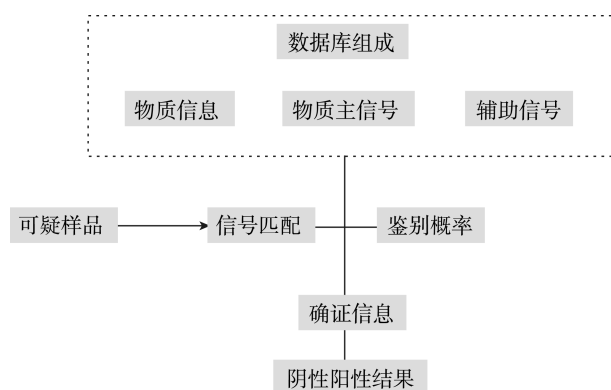 数据库组成
物质信息 物质主信号 辅助信号
可疑样品 信号匹配 鉴别概率
确证信息
阴性阳性结果